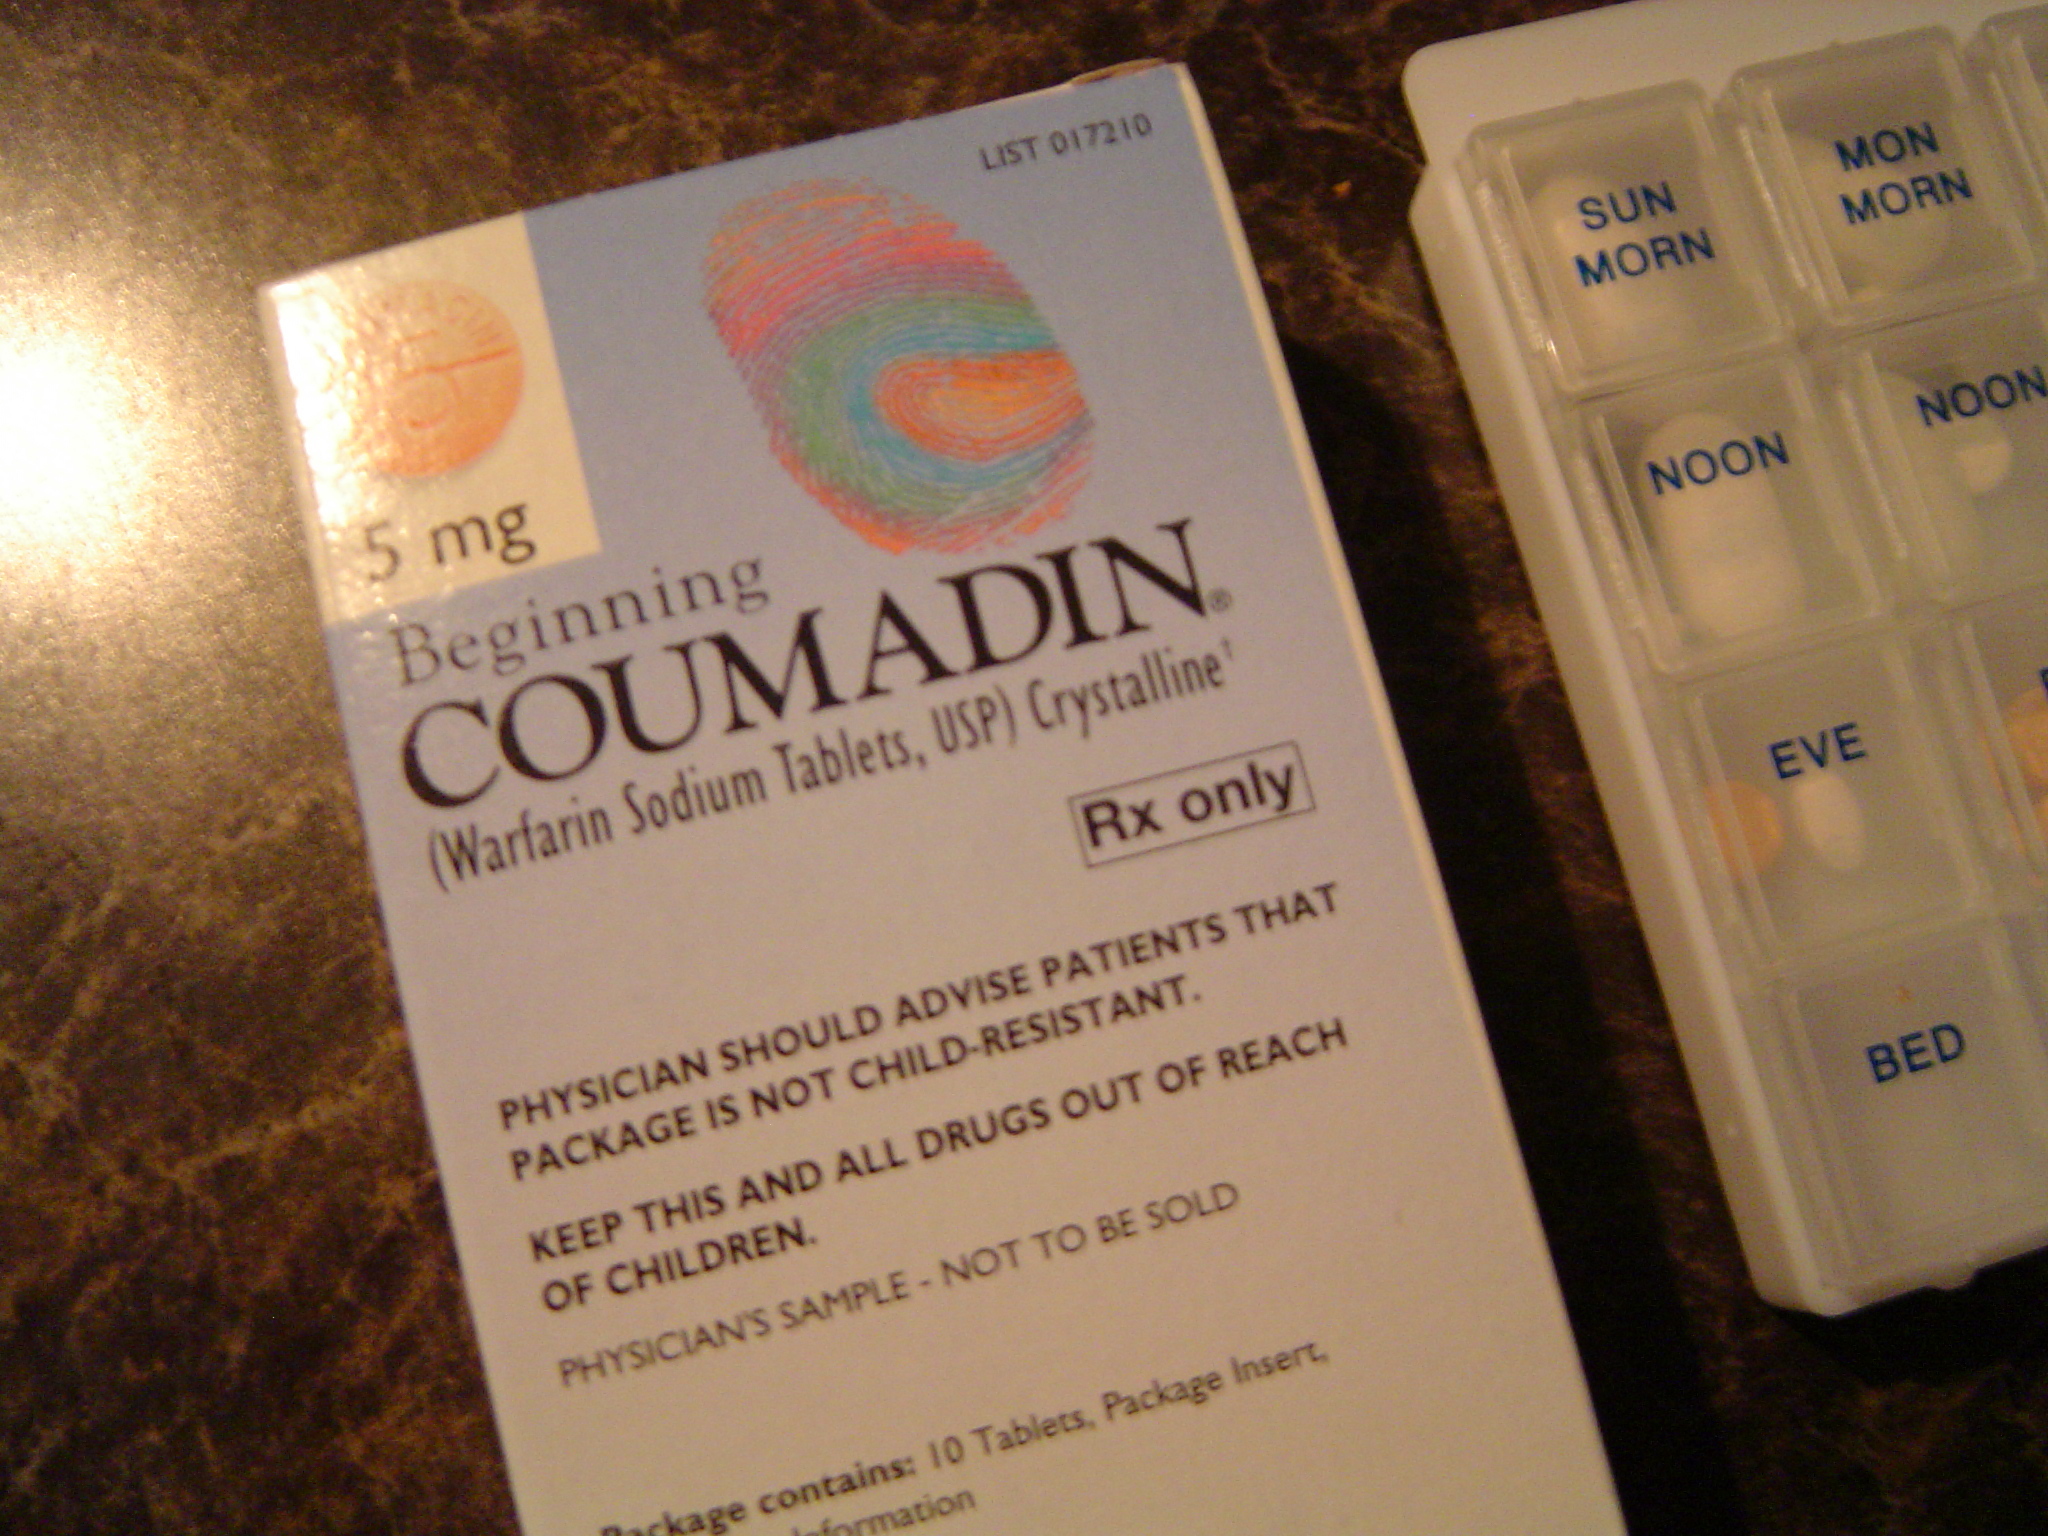 LIST 017210
5 mg
Beginning
COUMADIN®
(Warfarin Sodium Tablets, USP) Crystalline†
Rx only
PHYSICIAN SHOULD ADVISE PATIENTS THAT
PACKAGE IS NOT CHILD-RESISTANT.
KEEP THIS AND ALL DRUGS OUT OF REACH
OF CHILDREN.
PHYSICIAN'S SAMPLE - NOT TO BE SOLD
Package contains: 10 Tablets, Package Insert,
SUN
MORN
MON
MORN
NOON
NOON
EVE
BED